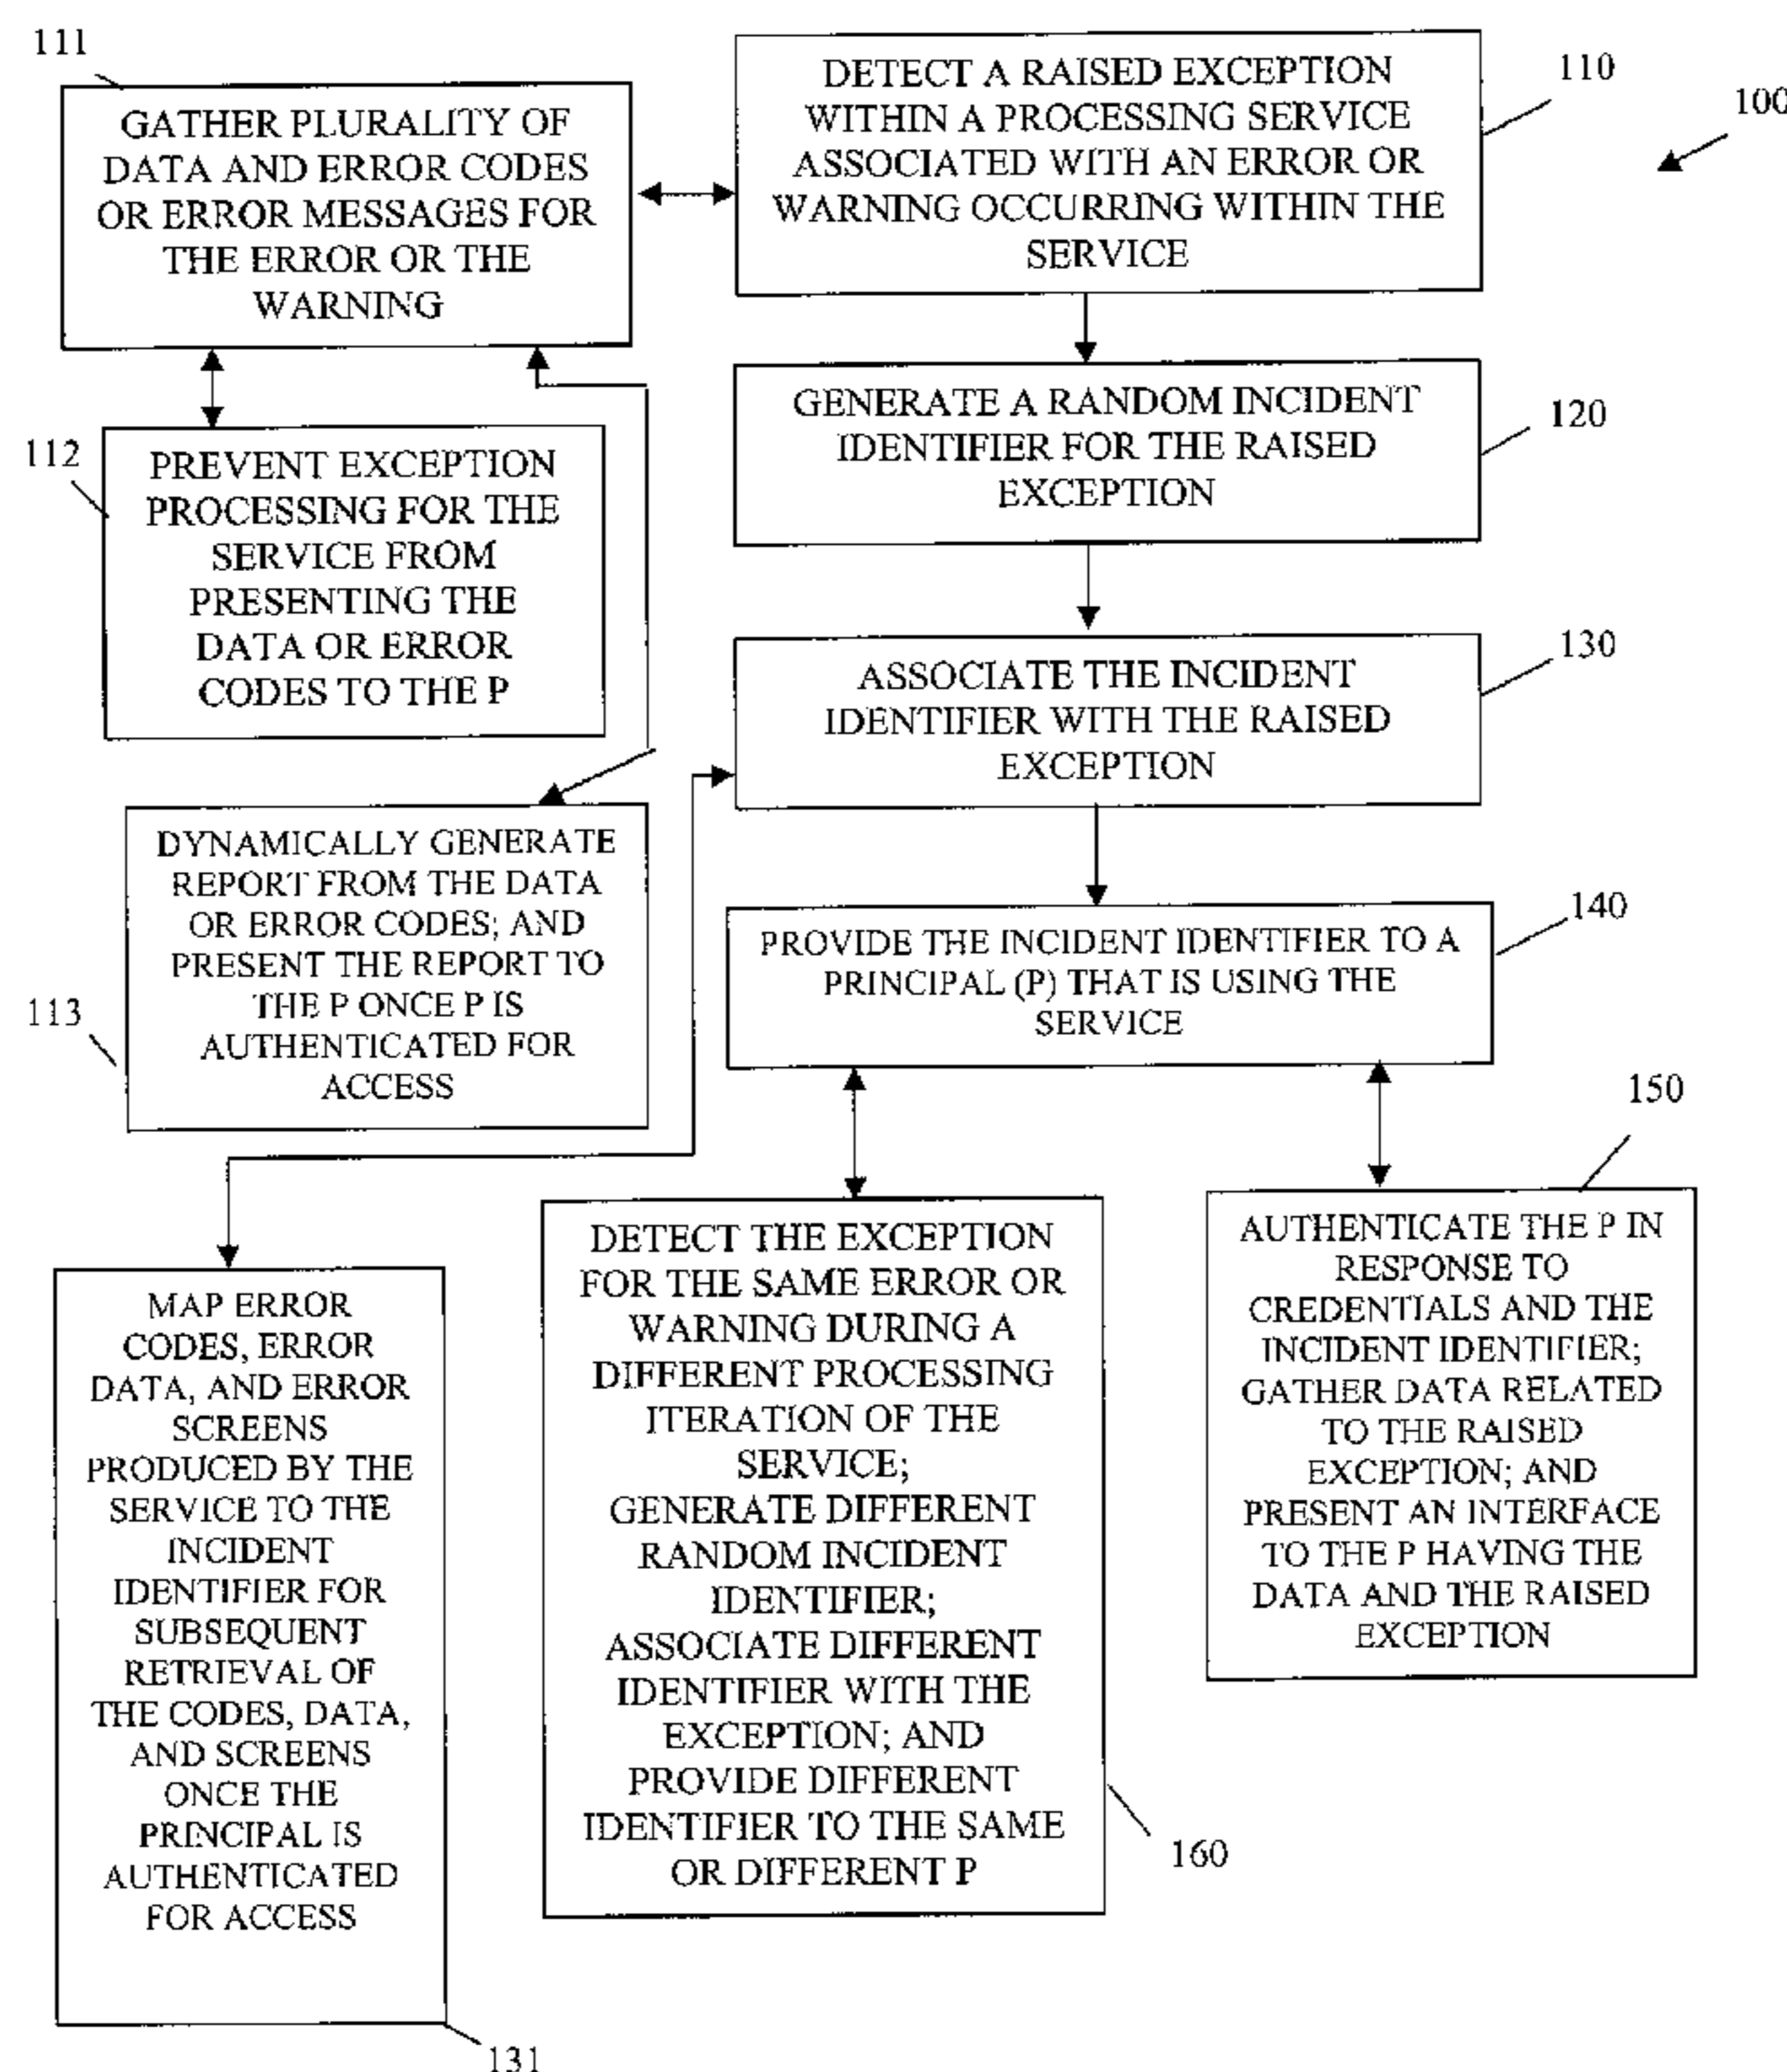 111
GATHER PLURALITY OF
DATA AND ERROR CODES
OR ERROR MESSAGES FOR
THE ERROR OR THE
WARNING
DETECT A RAISED EXCEPTION
WITHIN A PROCESSING SERVICE
ASSOCIATED WITH AN ERROR OR
WARNING OCCURRING WITHIN THE
SERVICE
110
100
GENERATE A RANDOM INCIDENT
IDENTIFIER FOR THE RAISED
EXCEPTION
120
112
PREVENT EXCEPTION
PROCESSING FOR THE
SERVICE FROM
PRESENTING THE
DATA OR ERROR
CODES TO THE P
ASSOCIATE THE INCIDENT
IDENTIFIER WITH THE RAISED
EXCEPTION
130
113
DYNAMICALLY GENERATE
REPORT FROM THE DATA
OR ERROR CODES; AND
PRESENT THE REPORT TO
THE P ONCE P IS
AUTHENTICATED FOR
ACCESS
PROVIDE THE INCIDENT IDENTIFIER TO A
PRINCIPAL (P) THAT IS USING THE
SERVICE
140
150
MAP ERROR
CODES, ERROR
DATA, AND ERROR
SCREENS
PRODUCED BY THE
SERVICE TO THE
INCIDENT
IDENTIFIER FOR
SUBSEQUENT
RETRIEVAL OF
THE CODES, DATA,
AND SCREENS
ONCE THE
PRINCIPAL IS
AUTHENTICATED
FOR ACCESS
131
DETECT THE EXCEPTION
FOR THE SAME ERROR OR
WARNING DURING A
DIFFERENT PROCESSING
ITERATION OF THE
SERVICE;
GENERATE DIFFERENT
RANDOM INCIDENT
IDENTIFIER;
ASSOCIATE DIFFERENT
IDENTIFIER WITH THE
EXCEPTION; AND
PROVIDE DIFFERENT
IDENTIFIER TO THE SAME
OR DIFFERENT P
160
AUTHENTICATE THE P IN
RESPONSE TO
CREDENTIALS AND THE
INCIDENT IDENTIFIER;
GATHER DATA RELATED
TO THE RAISED
EXCEPTION; AND
PRESENT AN INTERFACE
TO THE P HAVING THE
DATA AND THE RAISED
EXCEPTION